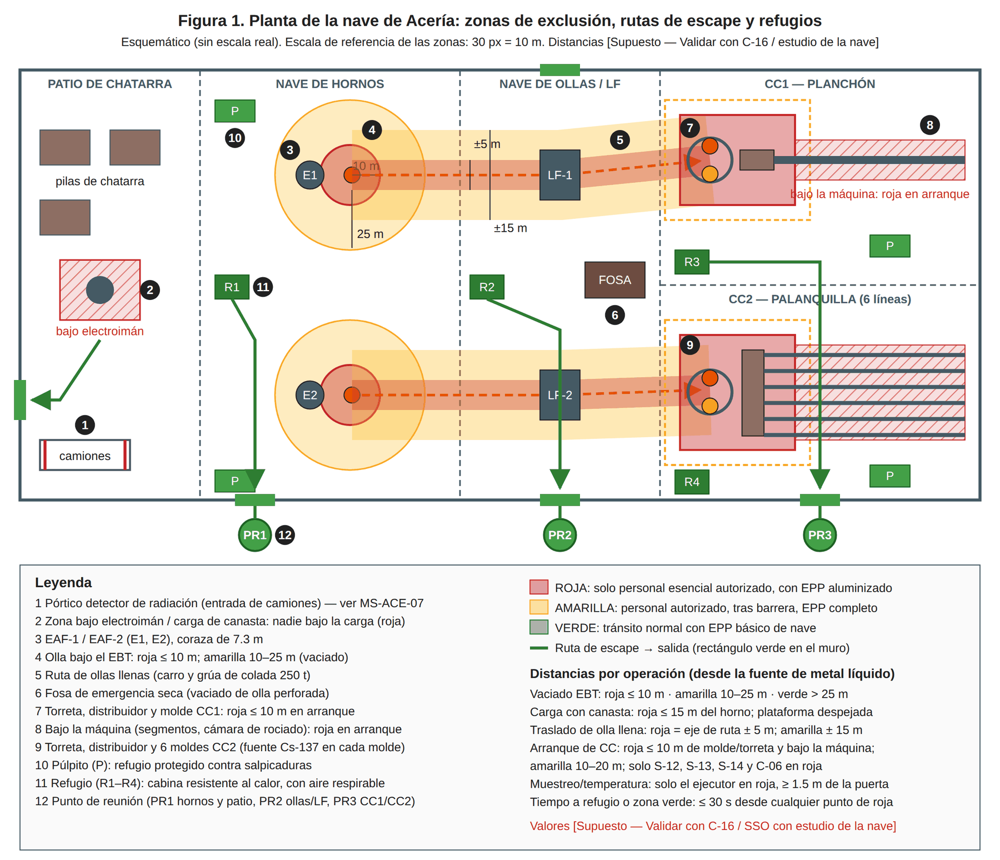 Figura 1. Planta de la nave de Acería: zonas de exclusión, rutas de escape y refugios
Esquemático (sin escala real). Escala de referencia de las zonas: 30 px = 10 m. Distancias [Supuesto — Validar con C-16 / estudio de la nave]
PATIO DE CHATARRA
NAVE DE HORNOS
NAVE DE OLLAS / LF
CC1 — PLANCHÓN
P
10
4
3
±5 m
5
7
8
10 m
E1
LF-1
pilas de chatarra
bajo la máquina: roja en arranque
25 m
±15 m
P
R3
2
R1
11
R2
FOSA
CC2 — PALANQUILLA (6 líneas)
6
bajo electroimán
9
E2
LF-2
1
camiones
P
R4
P
PR1
12
PR2
PR3
Leyenda
1 Pórtico detector de radiación (entrada de camiones) — ver MS-ACE-07
2 Zona bajo electroimán / carga de canasta: nadie bajo la carga (roja)
3 EAF-1 / EAF-2 (E1, E2), coraza de 7.3 m
4 Olla bajo el EBT: roja ≤ 10 m; amarilla 10–25 m (vaciado)
5 Ruta de ollas llenas (carro y grúa de colada 250 t)
6 Fosa de emergencia seca (vaciado de olla perforada)
7 Torreta, distribuidor y molde CC1: roja ≤ 10 m en arranque
8 Bajo la máquina (segmentos, cámara de rociado): roja en arranque
9 Torreta, distribuidor y 6 moldes CC2 (fuente Cs-137 en cada molde)
10 Púlpito (P): refugio protegido contra salpicaduras
11 Refugio (R1–R4): cabina resistente al calor, con aire respirable
12 Punto de reunión (PR1 hornos y patio, PR2 ollas/LF, PR3 CC1/CC2)
ROJA: solo personal esencial autorizado, con EPP aluminizado
AMARILLA: personal autorizado, tras barrera, EPP completo
VERDE: tránsito normal con EPP básico de nave
Ruta de escape → salida (rectángulo verde en el muro)
Distancias por operación (desde la fuente de metal líquido)
Vaciado EBT: roja ≤ 10 m · amarilla 10–25 m · verde > 25 m
Carga con canasta: roja ≤ 15 m del horno; plataforma despejada
Traslado de olla llena: roja = eje de ruta ± 5 m; amarilla ± 15 m
Arranque de CC: roja ≤ 10 m de molde/torreta y bajo la máquina;
amarilla 10–20 m; solo S-12, S-13, S-14 y C-06 en roja
Muestreo/temperatura: solo el ejecutor en roja, ≥ 1.5 m de la puerta
Tiempo a refugio o zona verde: ≤ 30 s desde cualquier punto de roja
Valores [Supuesto — Validar con C-16 / SSO con estudio de la nave]